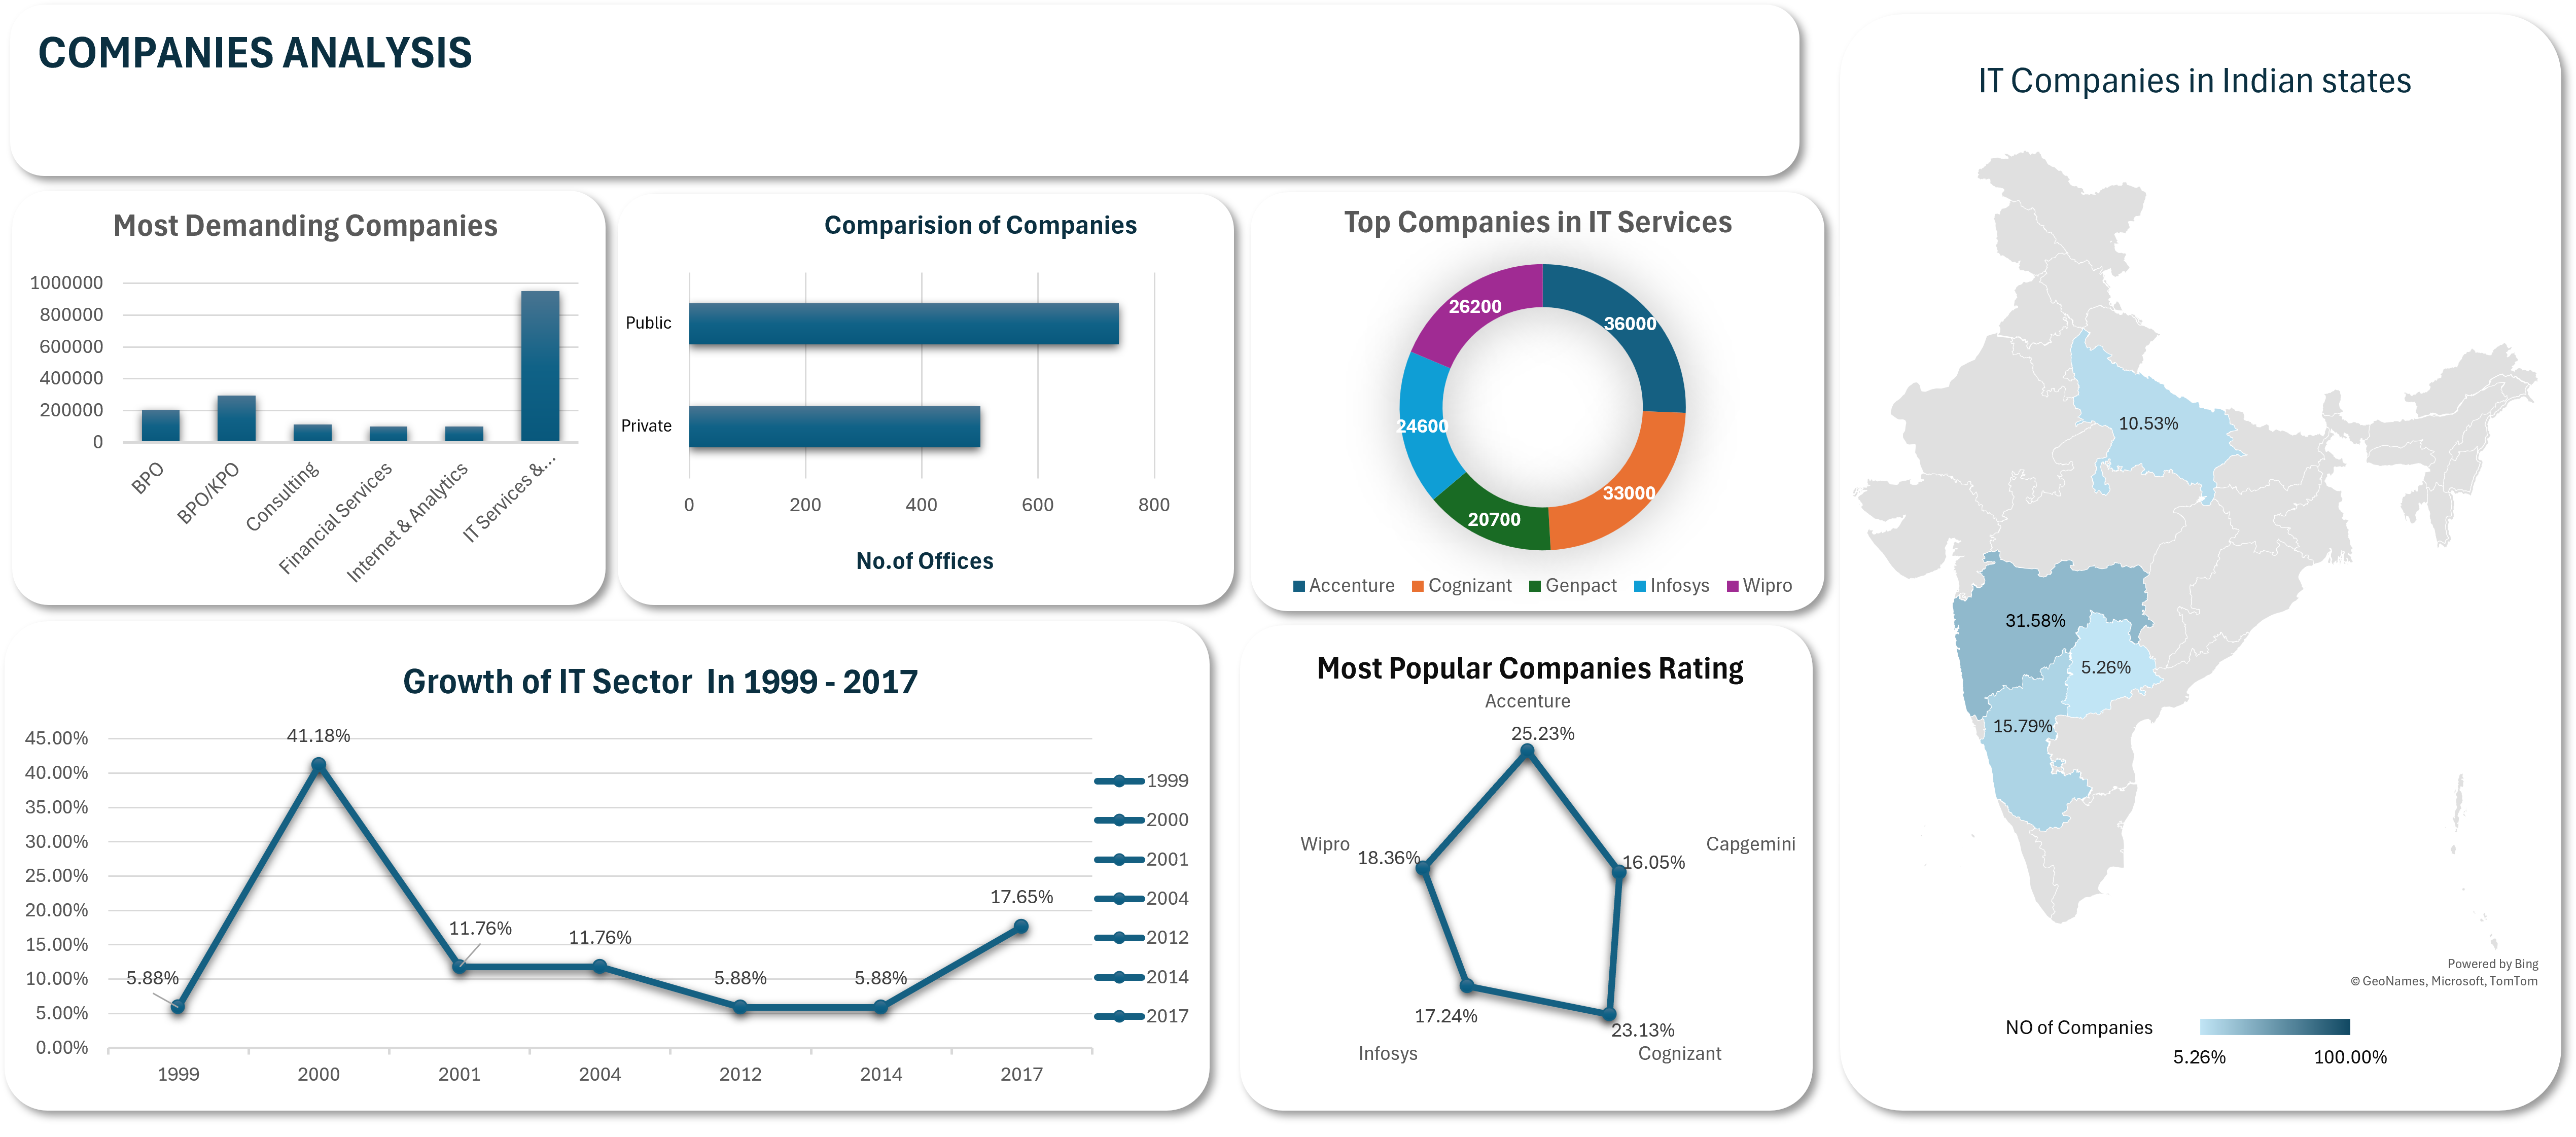 COMPANIES ANALYSIS
Most Demanding Companies
1000000
800000
600000
400000
200000
0
BPO
BPO/KPO
Consulting
Financial Services
Internet & Analytics
IT Services &...
Comparision of Companies
Public
Private
0 200 400 600 800
No.of Offices
Top Companies in IT Services
26200
36000
24600
33000
20700
Accenture Cognizant Genpact Infosys Wipro
Growth of IT Sector In 1999 - 2017
45.00%
40.00%
35.00%
30.00%
25.00%
20.00%
15.00%
10.00%
5.00%
0.00%
5.88%
41.18%
11.76%
11.76%
5.88%
5.88%
17.65%
1999 2000 2001 2004 2012 2014 2017
1999
2000
2001
2004
2012
2014
2017
Most Popular Companies Rating
Accenture
25.23%
Capgemini
16.05%
Wipro
18.36%
17.24%
Infosys
23.13%
Cognizant
IT Companies in Indian states
10.53%
31.58%
5.26%
15.79%
Powered by Bing
© GeoNames, Microsoft, TomTom
NO of Companies
5.26% 100.00%